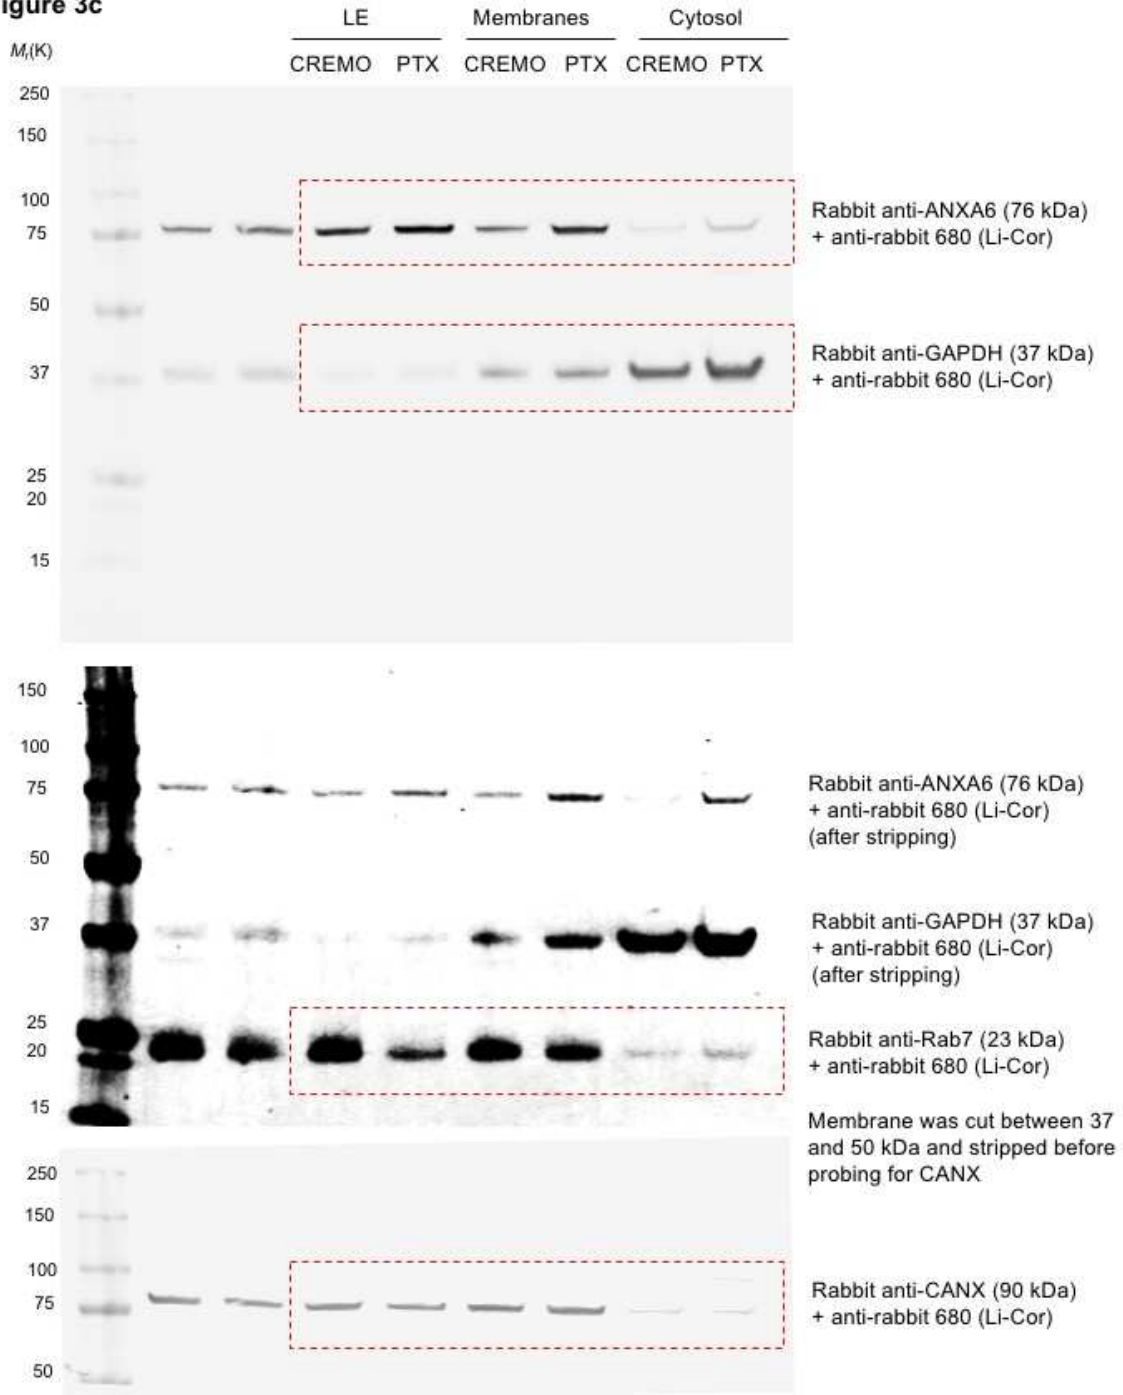 igure 3c
LE Membranes Cytosol
Mr(K)
CREMO PTX CREMO PTX CREMO PTX
250
150
100
75
50
37
25
20
15
Rabbit anti-ANXA6 (76 kDa)
+ anti-rabbit 680 (Li-Cor)
Rabbit anti-GAPDH (37 kDa)
+ anti-rabbit 680 (Li-Cor)
150
100
75
50
37
25
20
15
Rabbit anti-ANXA6 (76 kDa)
+ anti-rabbit 680 (Li-Cor)
(after stripping)
Rabbit anti-GAPDH (37 kDa)
+ anti-rabbit 680 (Li-Cor)
(after stripping)
Rabbit anti-Rab7 (23 kDa)
+ anti-rabbit 680 (Li-Cor)
Membrane was cut between 37
and 50 kDa and stripped before
probing for CANX
250
150
100
75
50
Rabbit anti-CANX (90 kDa)
+ anti-rabbit 680 (Li-Cor)